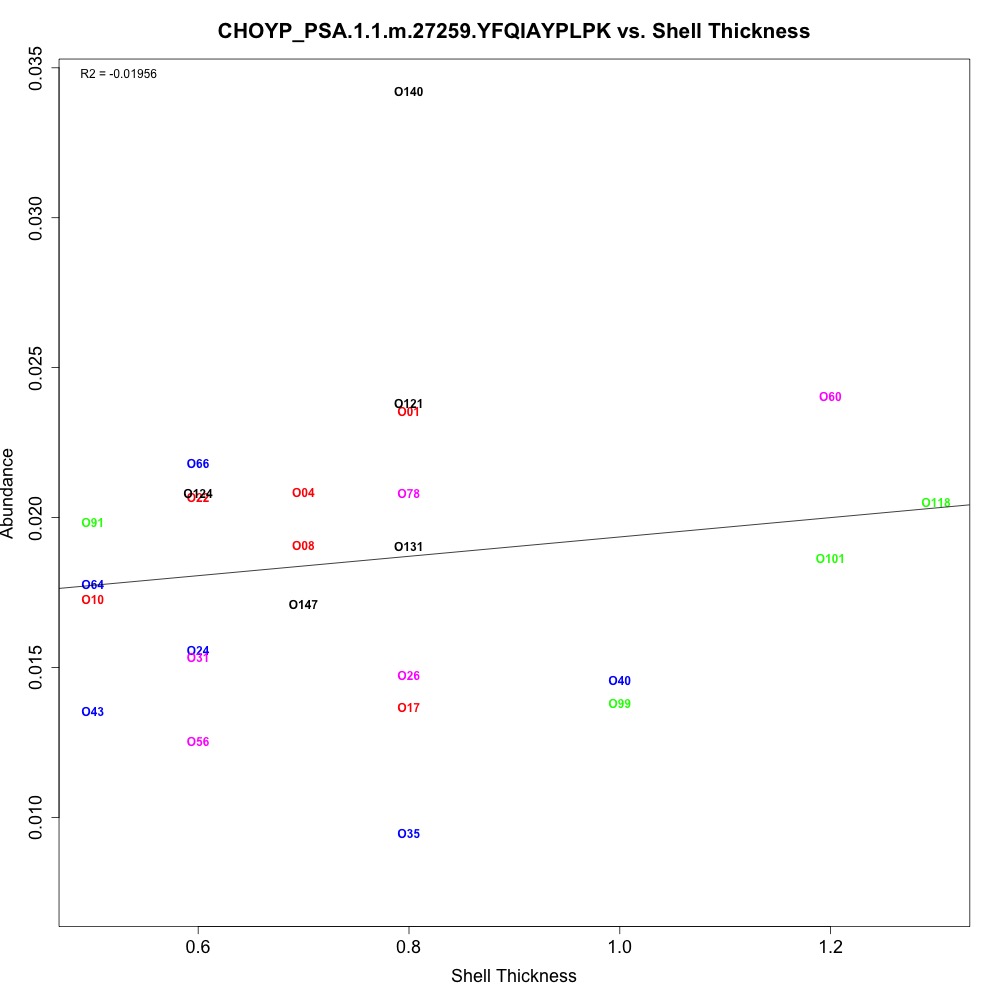 CHOYP_PSA.1.1.m.27259.YFQIAYPLPK vs. Shell Thickness
R2 = -0.01956
0.035
O140
0.030
0.025
O60
O121
O01
O66
O124
O22
O04
O78
O118
0.020
O91
O08
O131
O101
O64
O10
O147
O24
O31
0.015
O26
O40
O17
O99
O43
O56
0.010
O35
Abundance
0.6
0.8
1.0
1.2
Shell Thickness